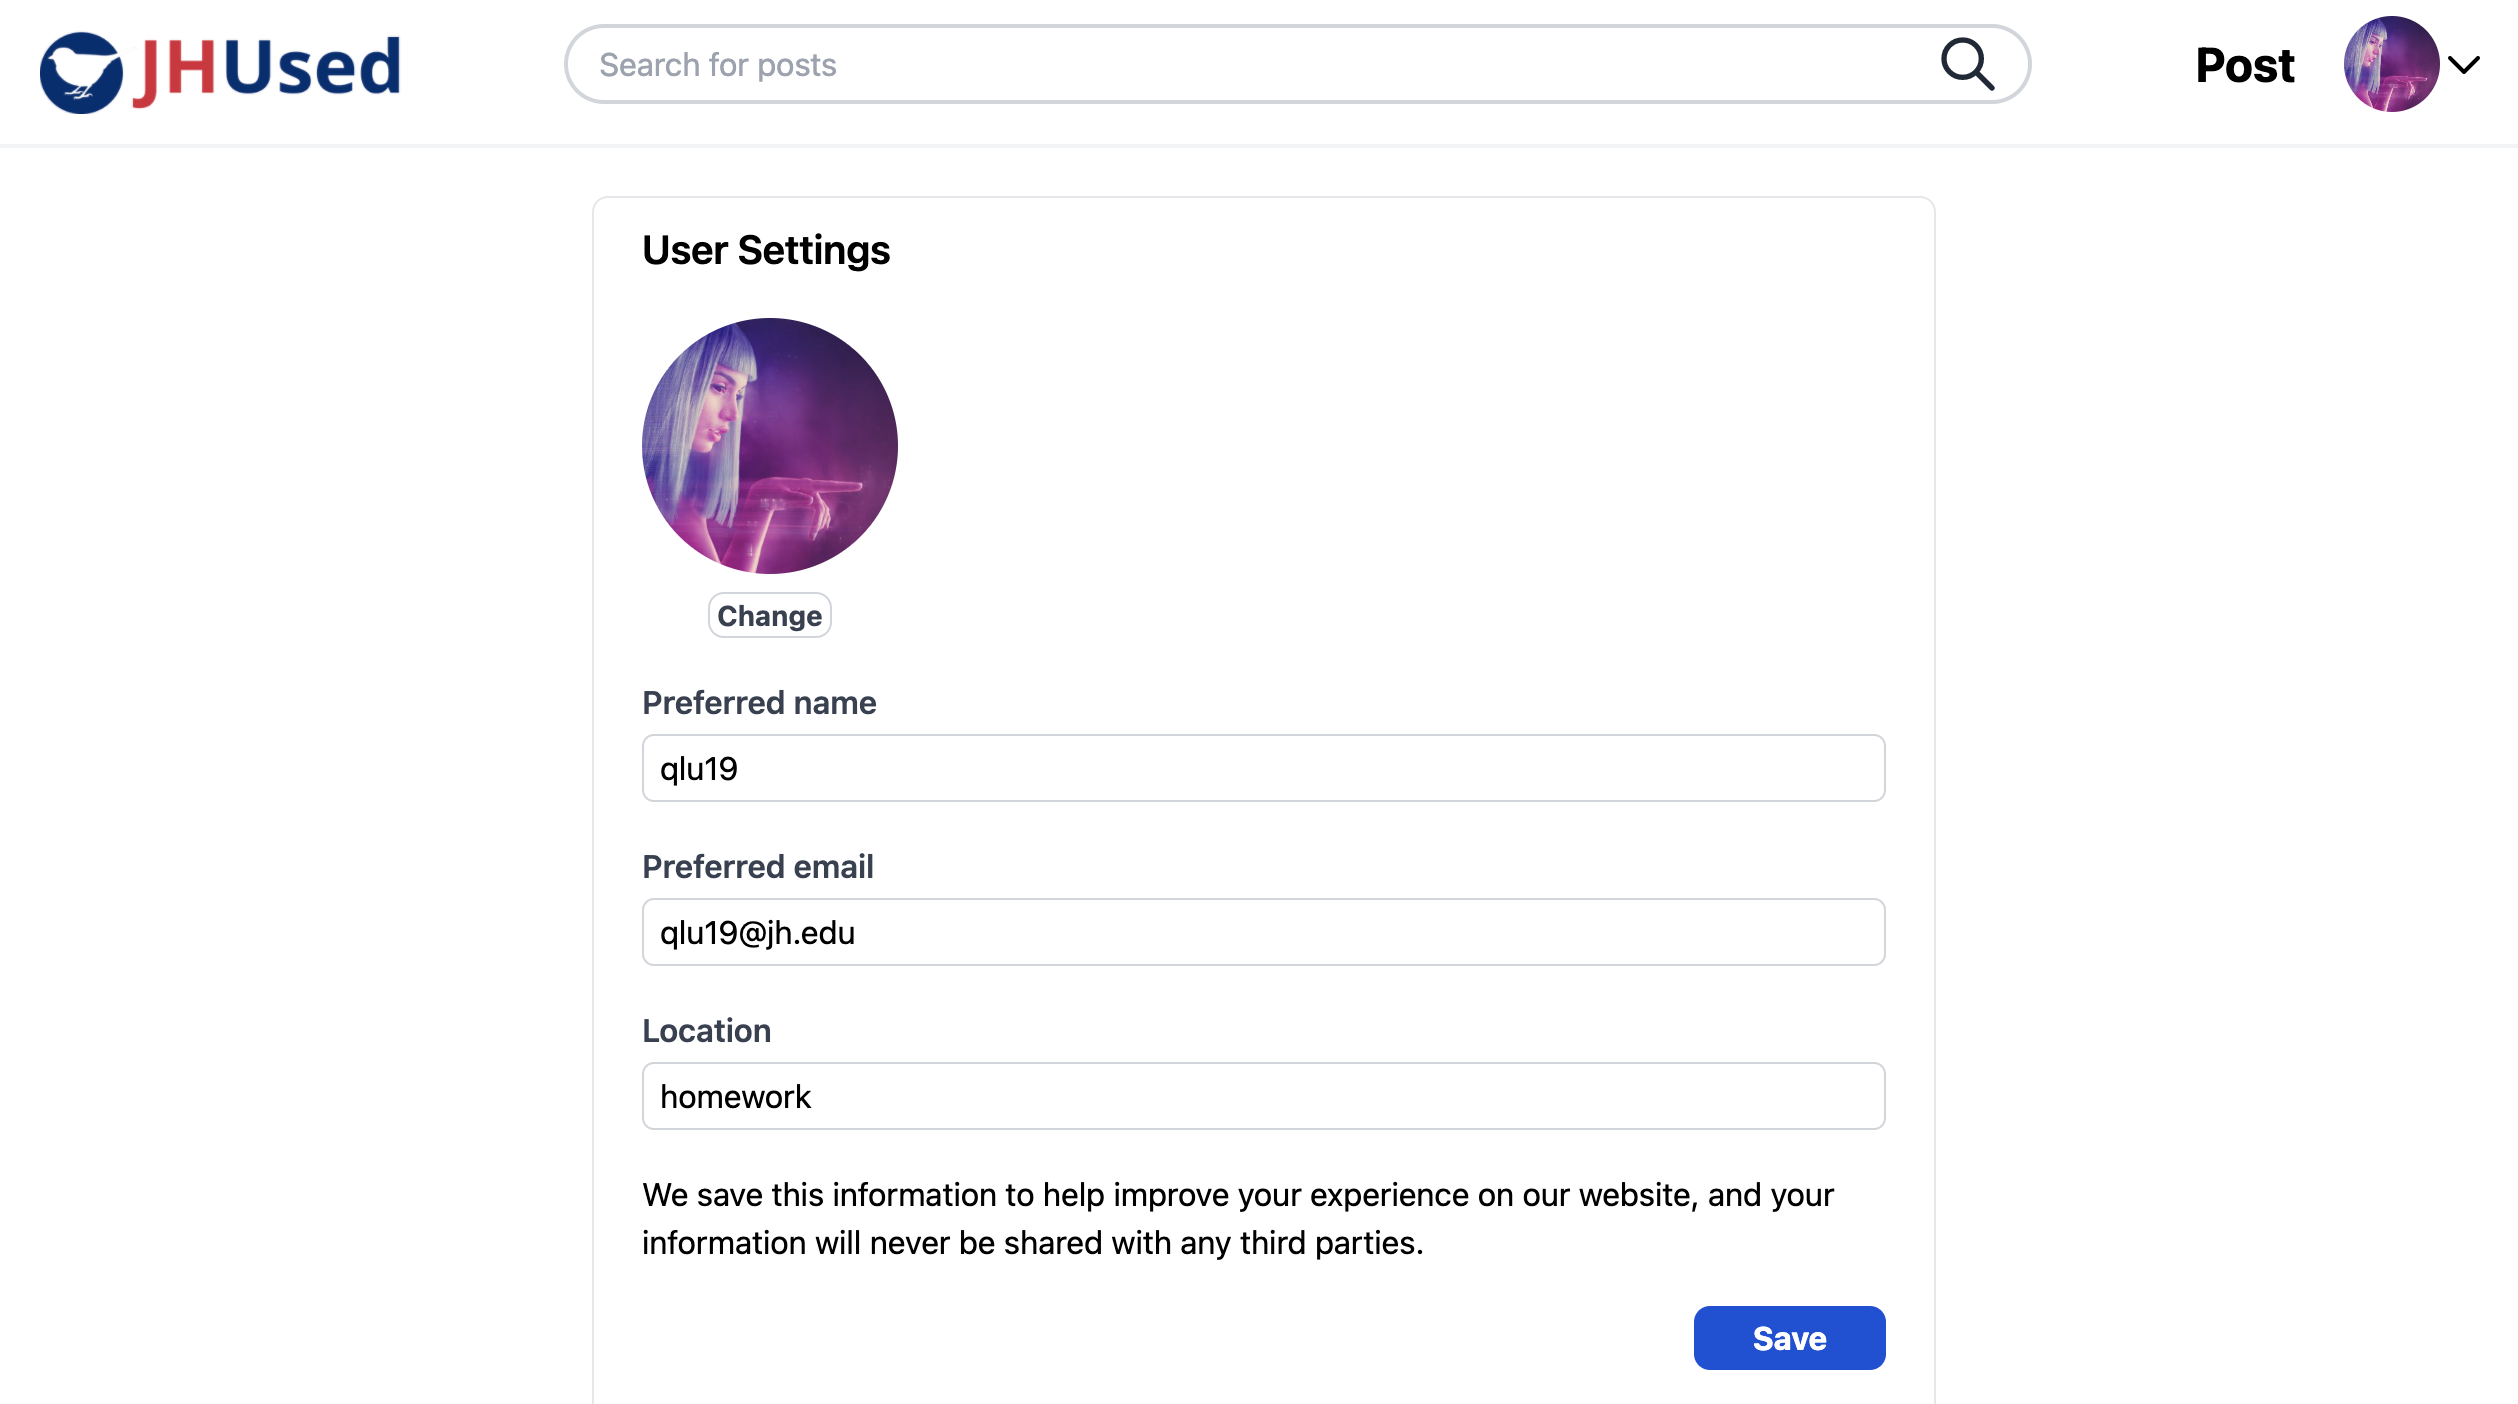 JHUsed
Search for posts
Post
User Settings
Change
Preferred name
qlu19
Preferred email
qlu19@jh.edu
Location
homework
We save this information to help improve your experience on our website, and your
information will never be shared with any third parties.
Save